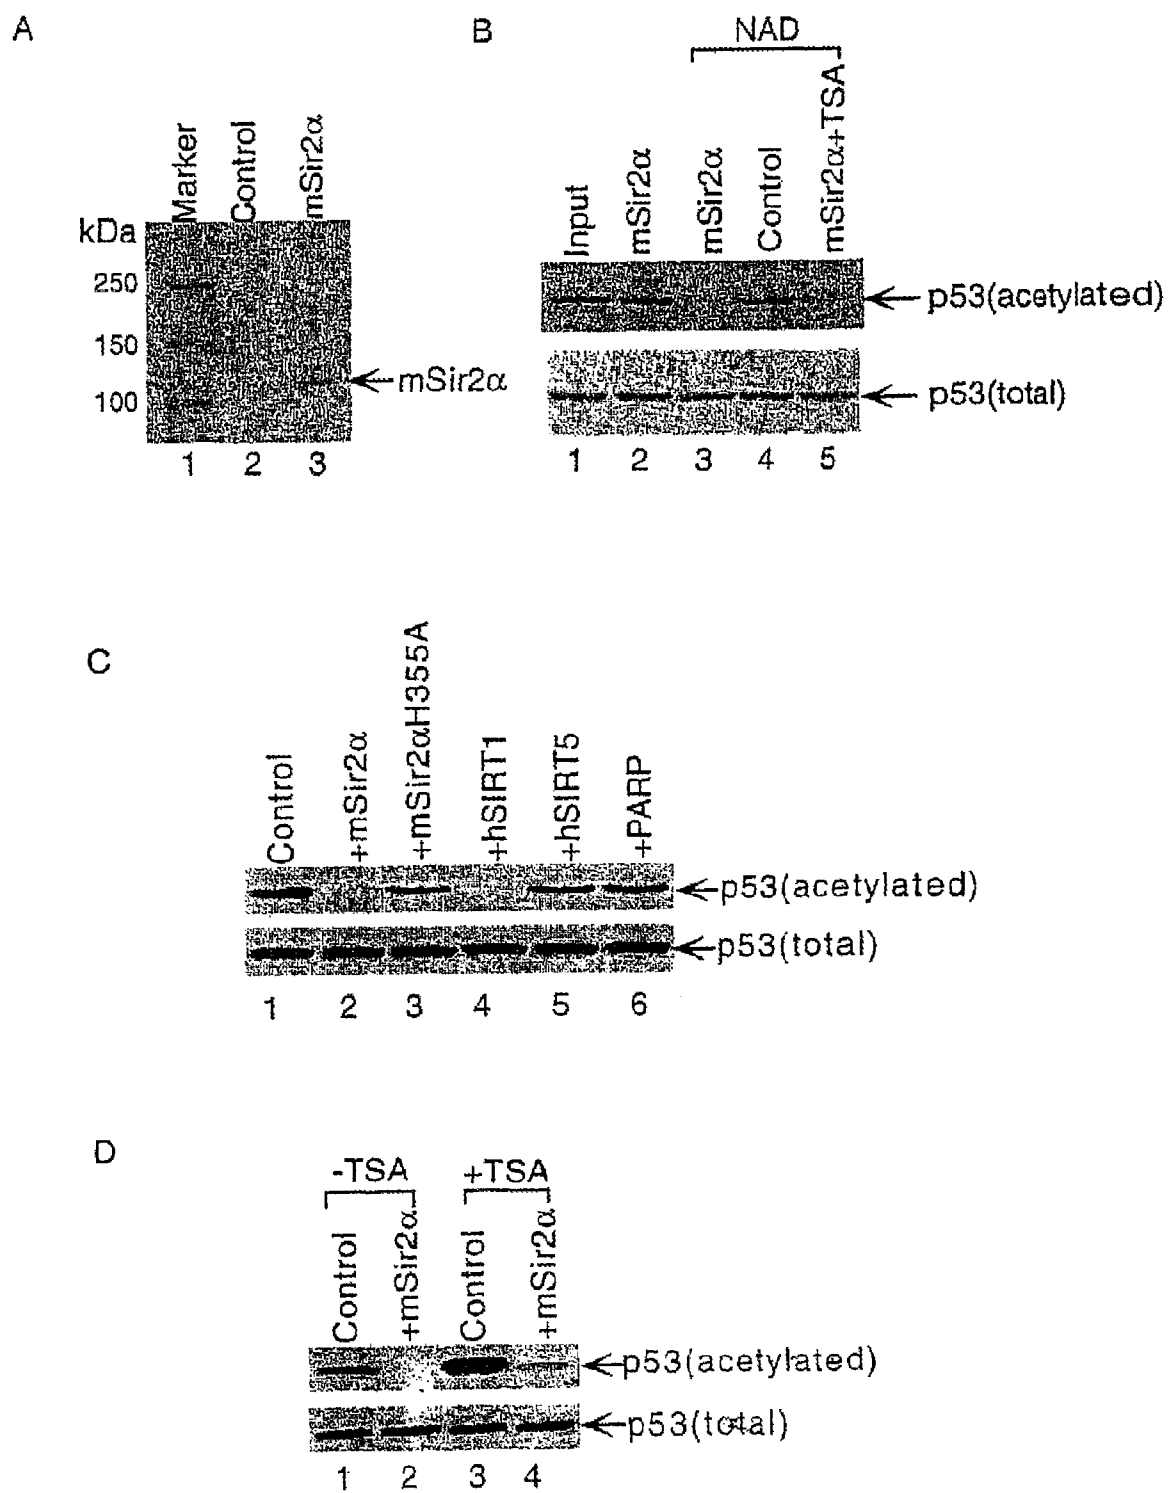 A
Marker
Control
mSir2α
kDa
250
150
100
mSir2α
1 2 3
B
NAD
Input
mSir2α
mSir2α
Control
mSir2α+TSA
p53(acetylated)
p53(total)
1 2 3 4 5
C
Control
+mSir2α
+mSir2αH355A
+hSIRT1
+hSIRT5
+PARP
p53(acetylated)
p53(total)
1 2 3 4 5 6
D
-TSA
+TSA
Control
+mSir2α
Control
+mSir2α
p53(acetylated)
p53(total)
1 2 3 4